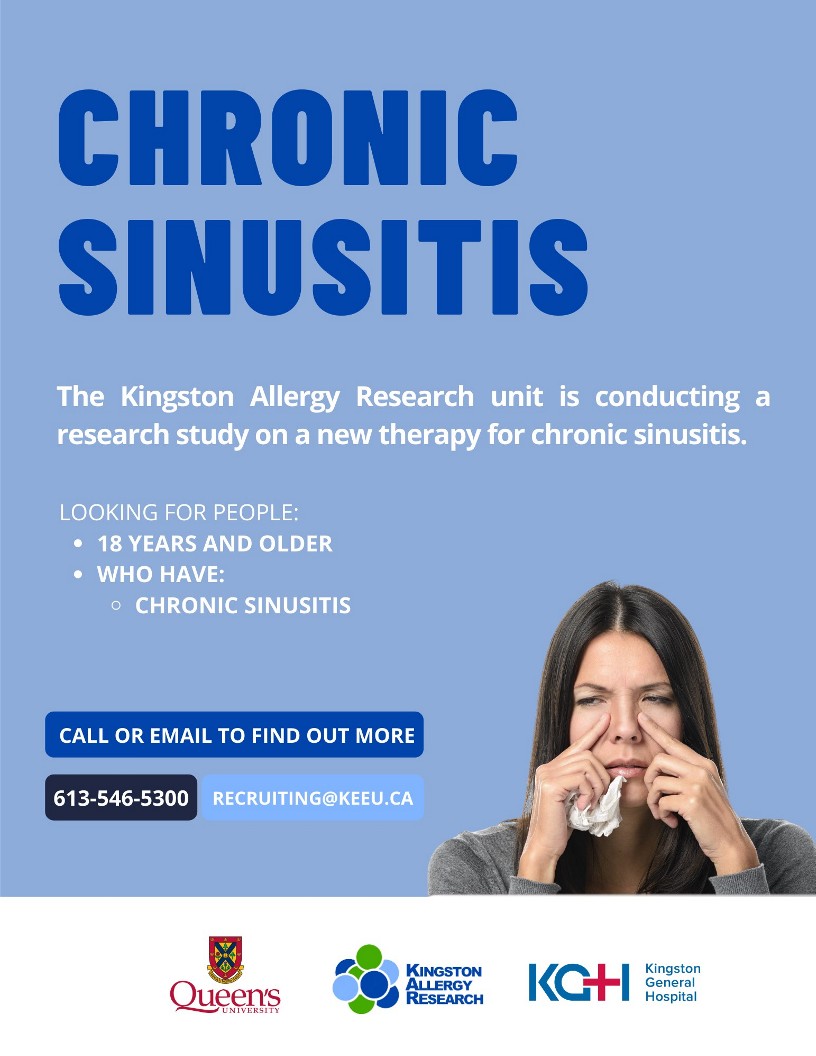 CHRONIC
SINUSITIS
The Kingston Allergy Research unit is conducting a
research study on a new therapy for chronic sinusitis.
LOOKING FOR PEOPLE:
• 18 YEARS AND OLDER
• WHO HAVE:
○ CHRONIC SINUSITIS
CALL OR EMAIL TO FIND OUT MORE
613-546-5300 RECRUITING@KEEU.CA
Queen's
UNIVERSITY
KINGSTON
ALLERGY
RESEARCH
KGH
Kingston
General
Hospital